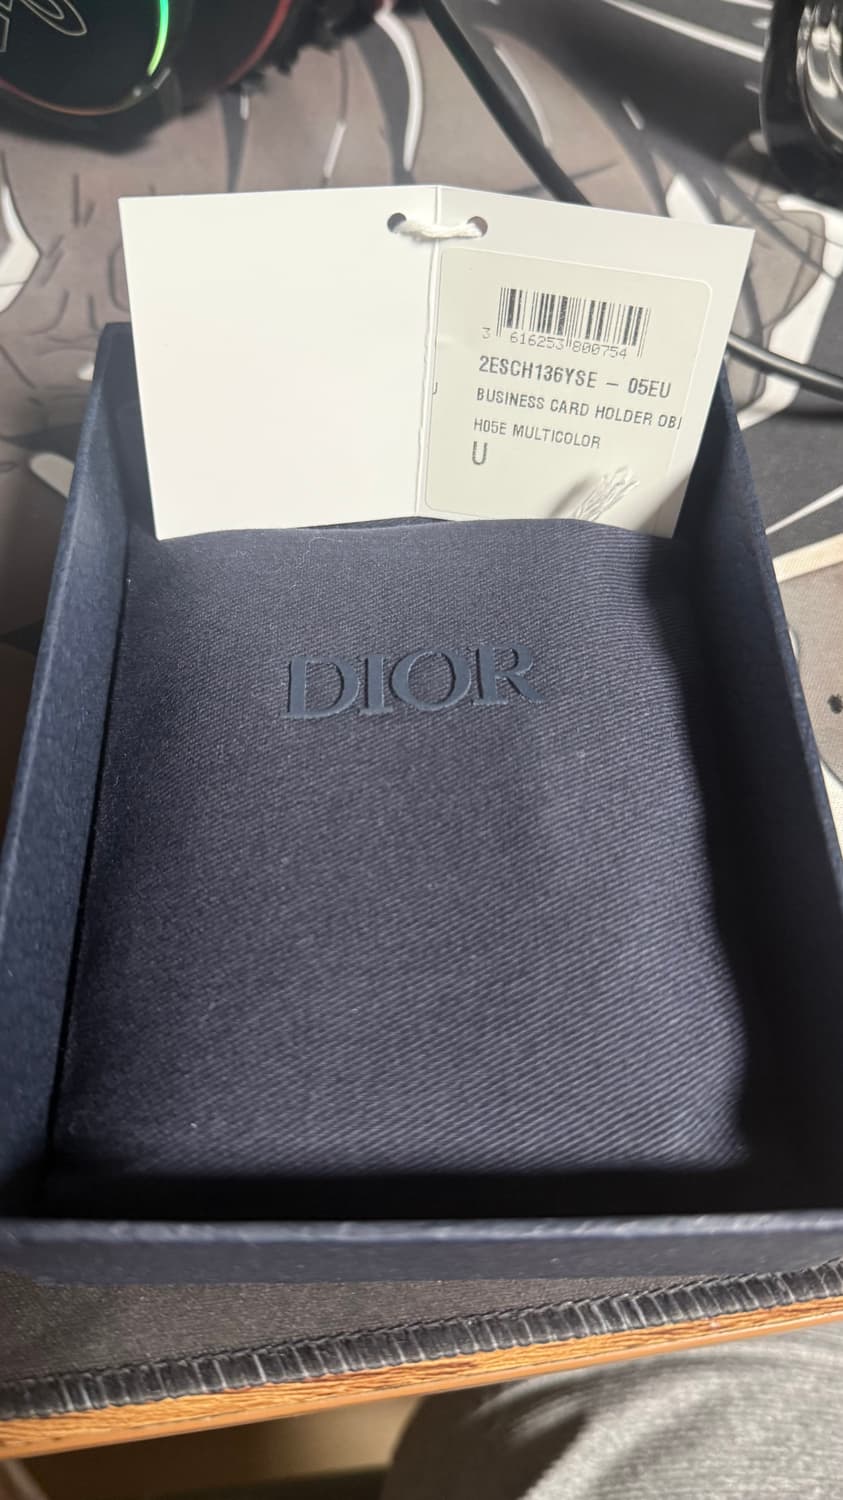 3 616253 800754
2ESCH136YSE – 05EU
BUSINESS CARD HOLDER OBI
H05E MULTICOLOR
U
DIOR